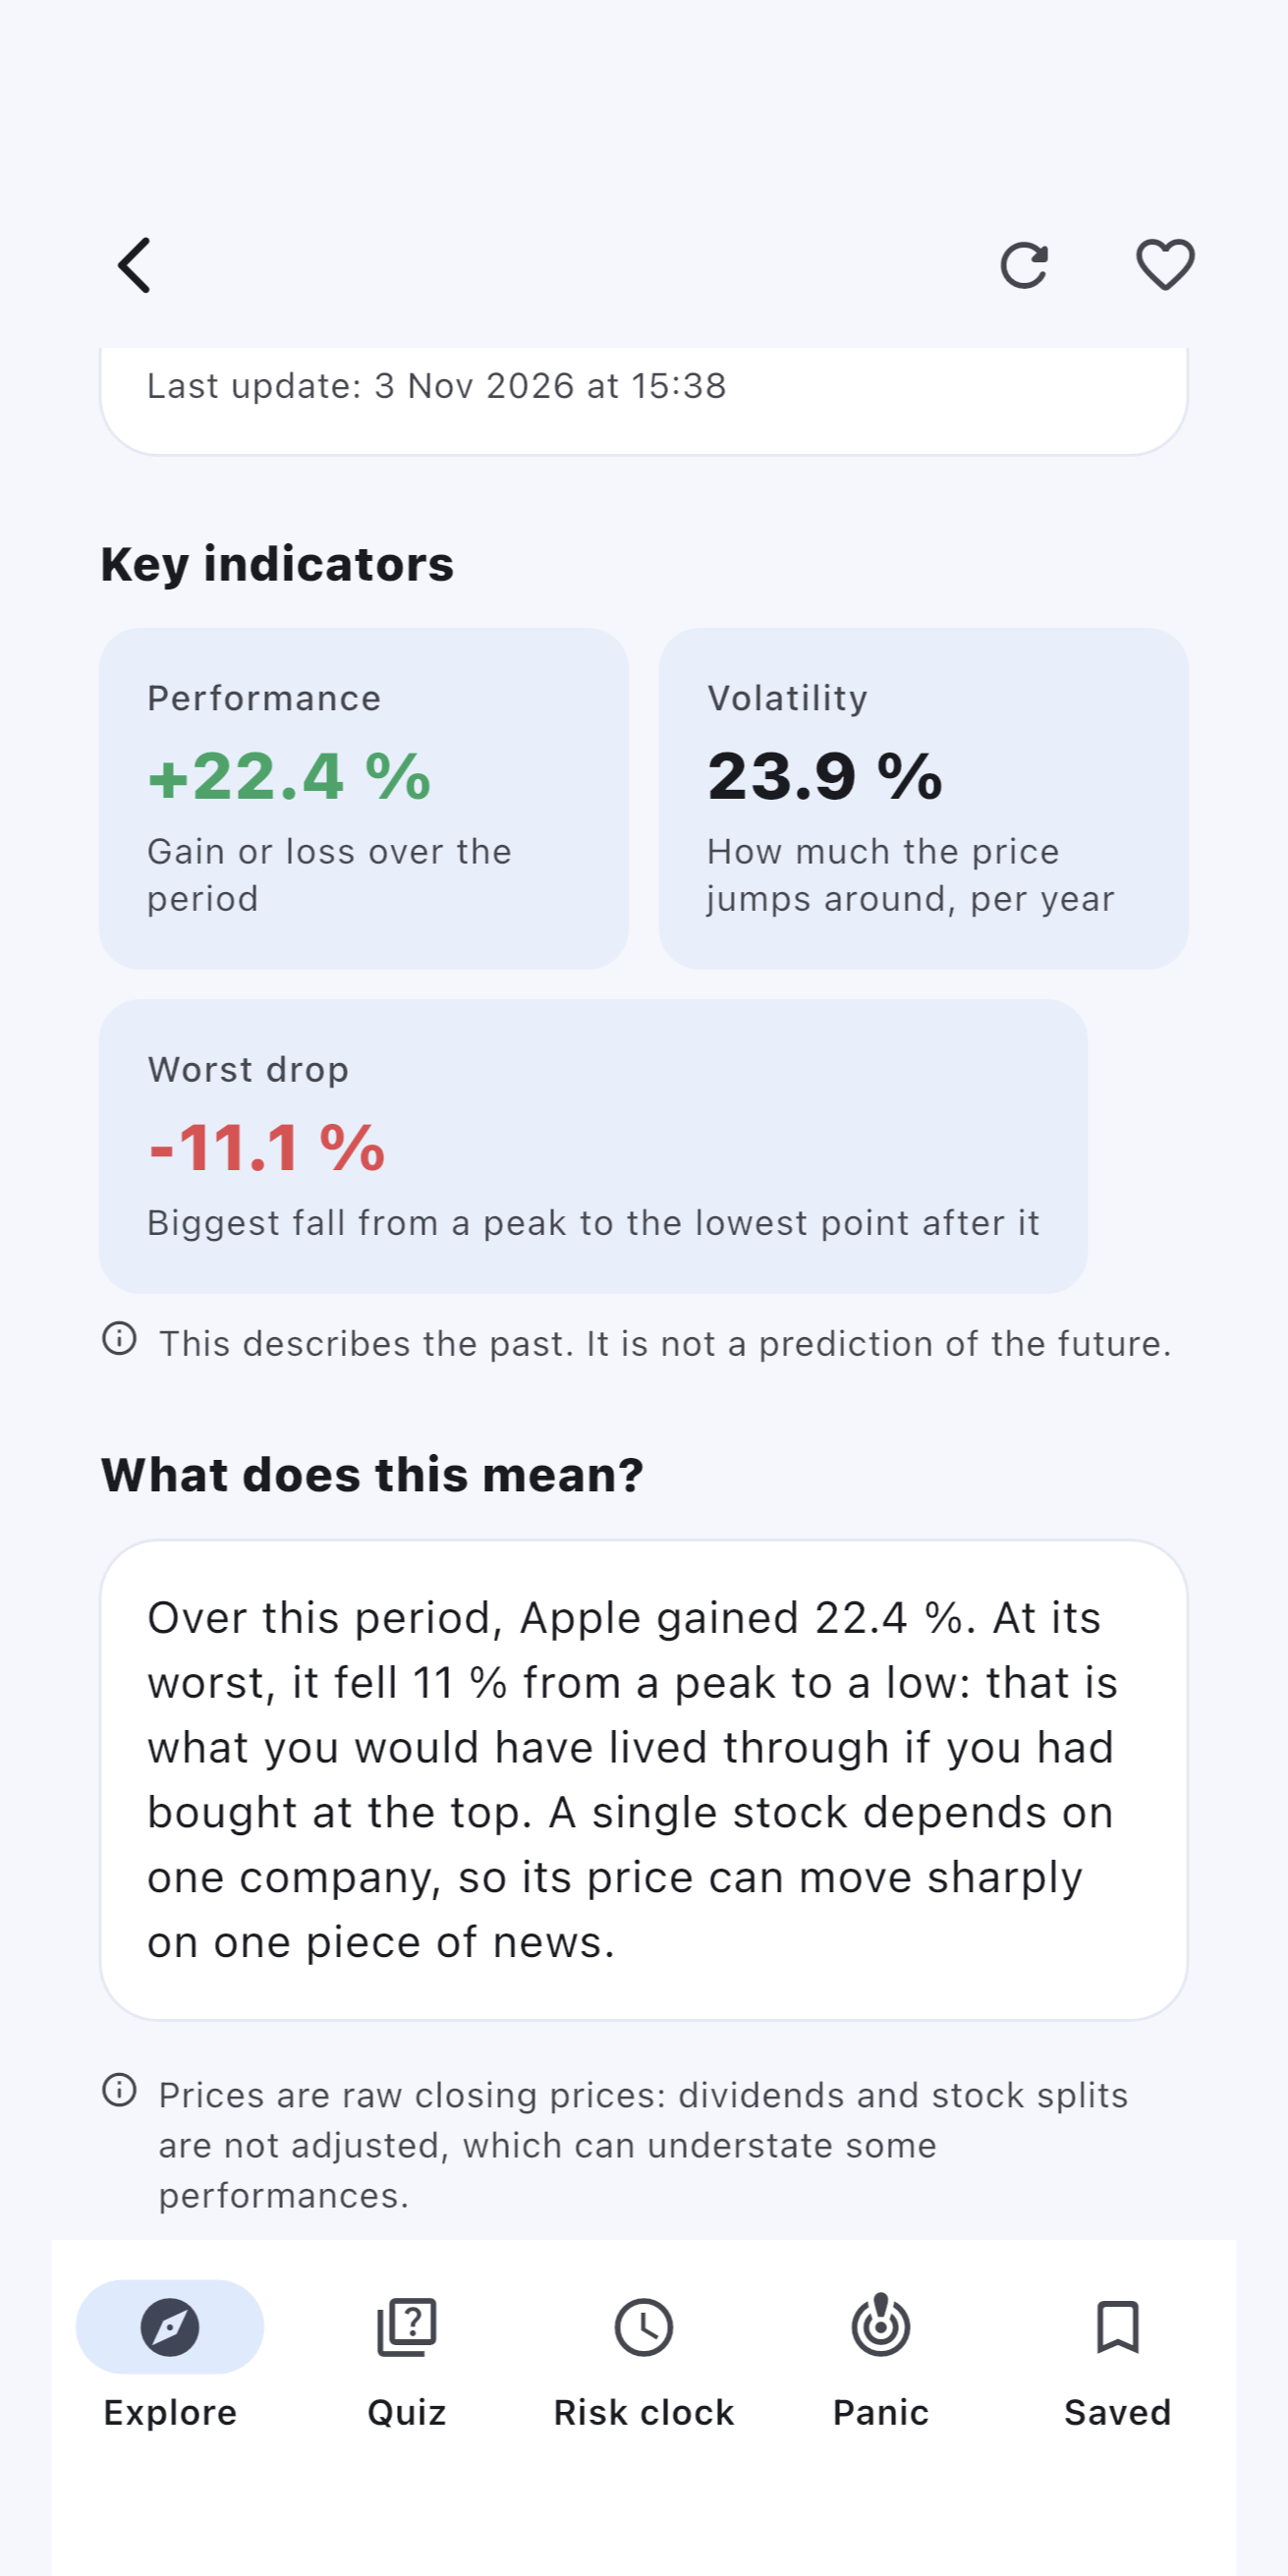 Last update: 3 Nov 2026 at 15:38
Key indicators
Performance
+22.4 %
Gain or loss over the
period
Volatility
23.9 %
How much the price
jumps around, per year
Worst drop
-11.1 %
Biggest fall from a peak to the lowest point after it
This describes the past. It is not a prediction of the future.
What does this mean?
Over this period, Apple gained 22.4 %. At its
worst, it fell 11 % from a peak to a low: that is
what you would have lived through if you had
bought at the top. A single stock depends on
one company, so its price can move sharply
on one piece of news.
Prices are raw closing prices: dividends and stock splits
are not adjusted, which can understate some
performances.
Explore
Quiz
Risk clock
Panic
Saved